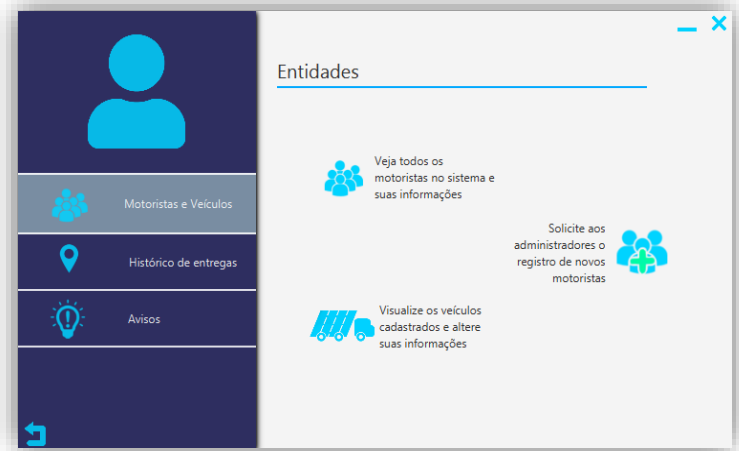 Motoristas e Veículos
Histórico de entregas
Avisos
Entidades
Veja todos os
motoristas no sistema e
suas informações
Solicite aos
administradores o
registro de novos
motoristas
Visualize os veículos
cadastrados e altere
suas informações